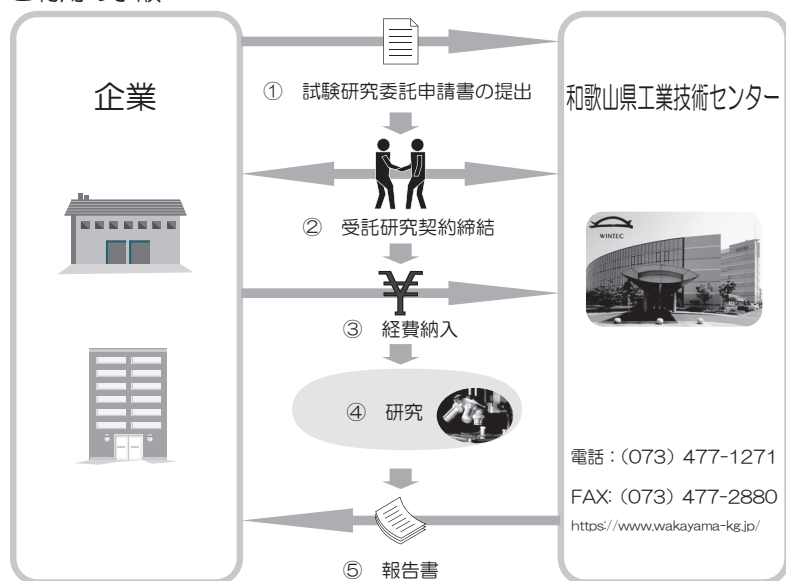 企業
① 試験研究委託申請書の提出
和歌山県工業技術センター
② 受託研究契約締結
WINTEC
¥
③ 経費納入
④ 研究
電話：(073) 477-1271
FAX: (073) 477-2880
https://www.wakayama-kg.jp/
⑤ 報告書